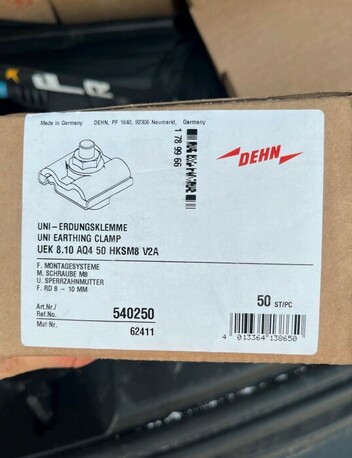 Made in Germany DEHN, PF 1640, 92306 Neumarkt, Germany
1 78 99 66
DEHN
UNI-ERDUNGSKLEMME
UNI EARTHING CLAMP
UEK 8.10 AQ4 50 HKSM8 V2A
F. MONTAGESYSTEME
M. SCHRAUBE M8
U. SPERRZAHNMUTTER
F. RD 8 - 10 MM
50 ST/PC
Art.Nr./
Ref.No. 540250
Mat Nr. 62411
4 013364 138650